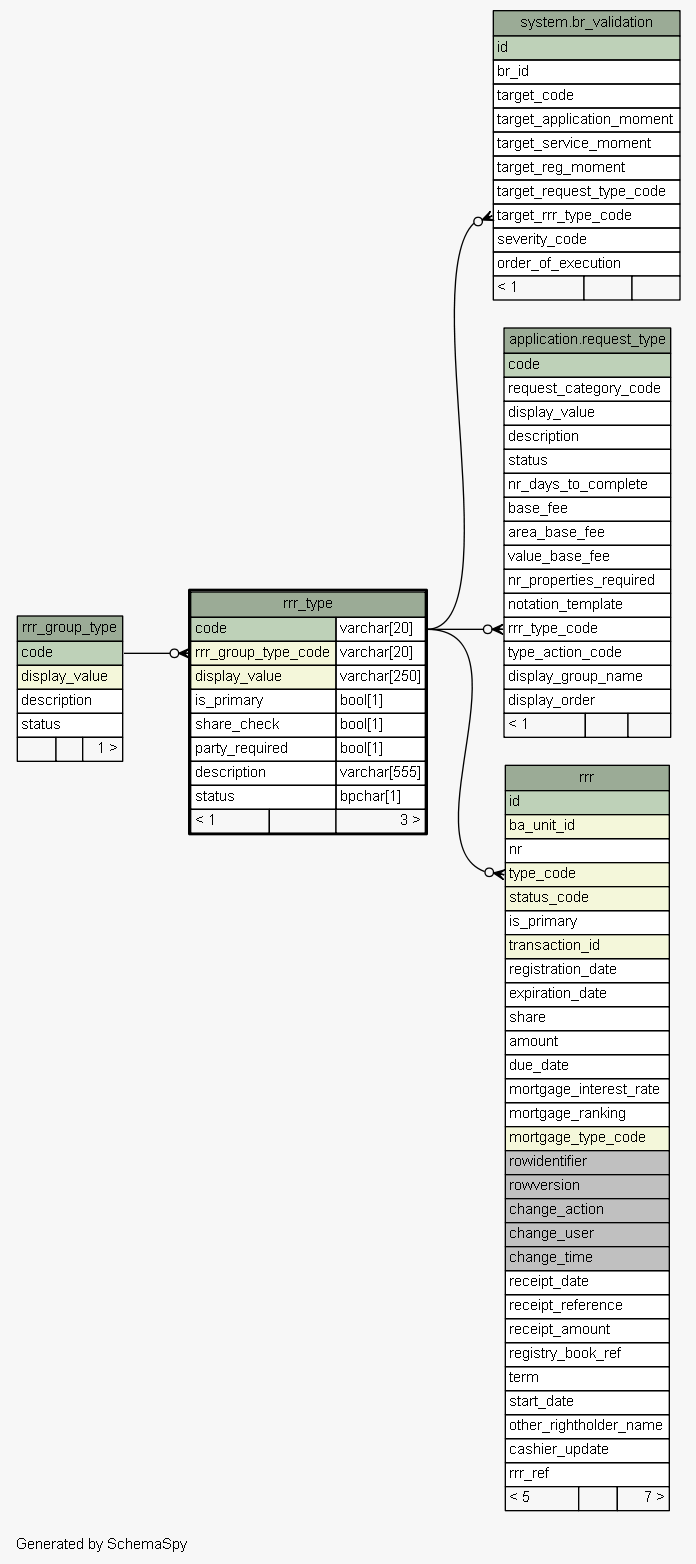 system.br_validation
id
br_id
target_code
target_application_moment
target_service_moment
target_reg_moment
target_request_type_code
target_rrr_type_code
severity_code
order_of_execution
< 1
application.request_type
code
request_category_code
display_value
description
status
nr_days_to_complete
base_fee
area_base_fee
value_base_fee
nr_properties_required
notation_template
rrr_type_code
type_action_code
display_group_name
display_order
< 1
rrr_group_type
code
display_value
description
status
1 >
rrr_type
code varchar[20]
rrr_group_type_code varchar[20]
display_value varchar[250]
is_primary bool[1]
share_check bool[1]
party_required bool[1]
description varchar[555]
status bpchar[1]
< 1 3 >
rrr
id
ba_unit_id
nr
type_code
status_code
is_primary
transaction_id
registration_date
expiration_date
share
amount
due_date
mortgage_interest_rate
mortgage_ranking
mortgage_type_code
rowidentifier
rowversion
change_action
change_user
change_time
receipt_date
receipt_reference
receipt_amount
registry_book_ref
term
start_date
other_rightholder_name
cashier_update
rrr_ref
< 5 7 >
Generated by SchemaSpy